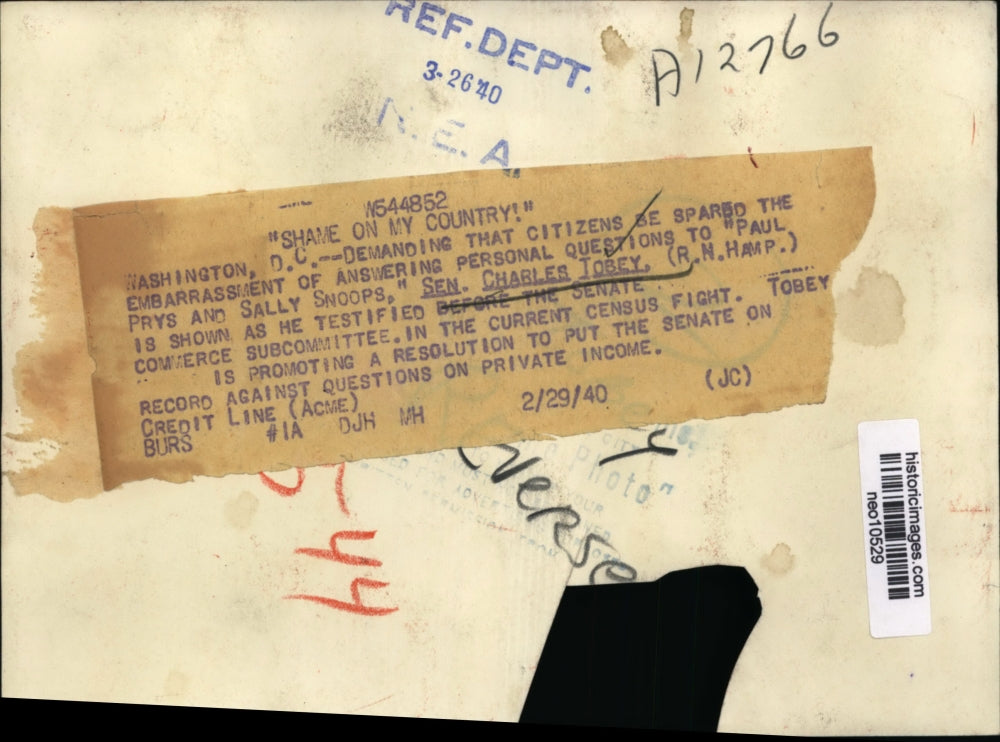 REF. DEPT.
3-26 40
N. E. A.
A12766
W544852
"SHAME ON MY COUNTRY!"
WASHINGTON, D.C.--DEMANDING THAT CITIZENS BE SPARED THE
EMBARRASSMENT OF ANSWERING PERSONAL QUESTIONS TO "PAUL
PRYS AND SALLY SNOOPS," SEN. CHARLES TOBEY, (R.N.HAMP.)
IS SHOWN AS HE TESTIFIED BEFORE THE SENATE
COMMERCE SUBCOMMITTEE.IN THE CURRENT CENSUS FIGHT. TOBEY
IS PROMOTING A RESOLUTION TO PUT THE SENATE ON
RECORD AGAINST QUESTIONS ON PRIVATE INCOME.
CREDIT LINE (ACME) (JC)
BURS #1A DJH MH 2/29/40
Photo
YOUR
44
historicimages.com
neo10529